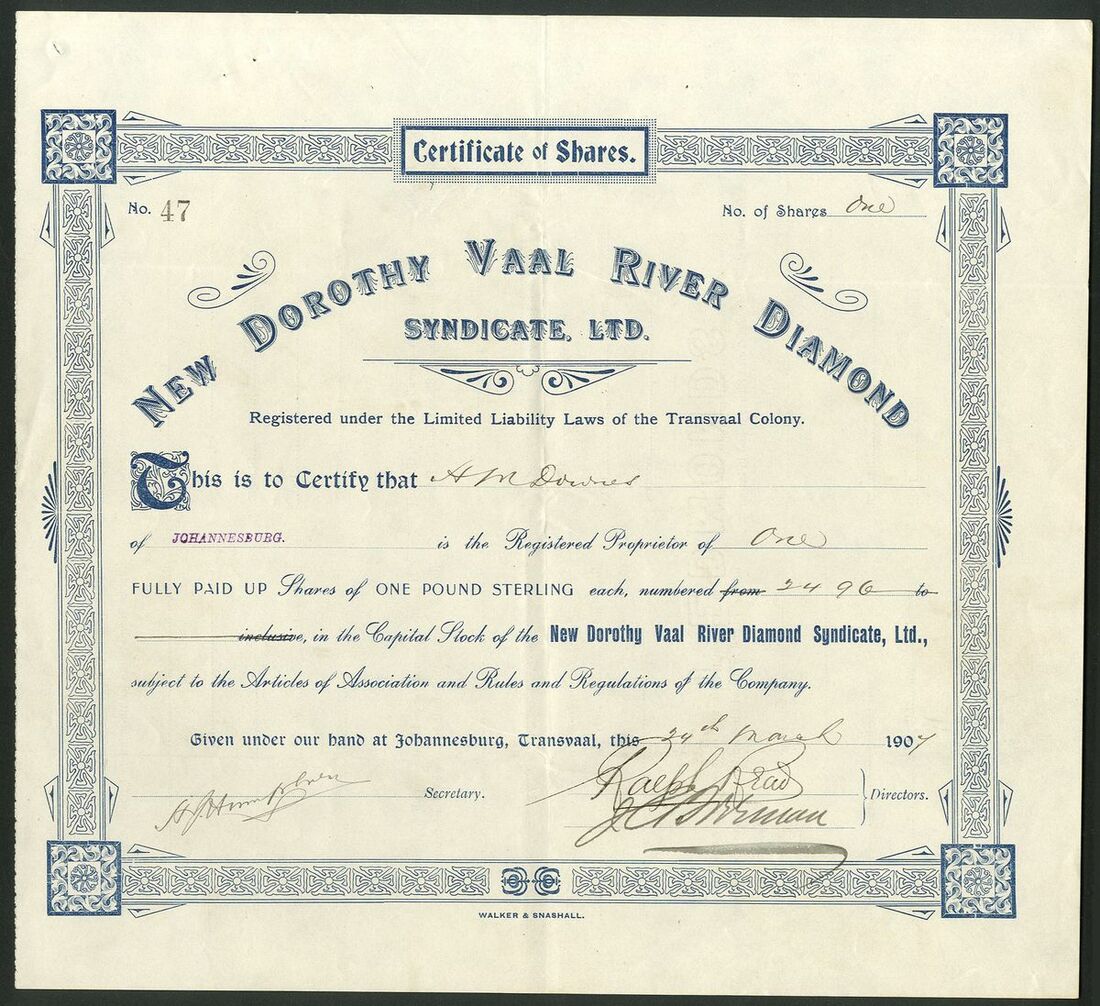 Certificate of Shares.
No. 47
No. of Shares One
NEW DOROTHY VAAL RIVER DIAMOND
SYNDICATE, LTD.
Registered under the Limited Liability Laws of the Transvaal Colony.
This is to Certify that H M Downes
of JOHANNESBURG. is the Registered Proprietor of One
FULLY PAID UP Shares of ONE POUND STERLING each, numbered from 2496 to
inclusive, in the Capital Stock of the New Dorothy Vaal River Diamond Syndicate, Ltd.,
subject to the Articles of Association and Rules and Regulations of the Company.
Given under our hand at Johannesburg, Transvaal, this 24th March 1907
Ralph Read
Secretary.
Directors.
WALKER & SNASHALL.